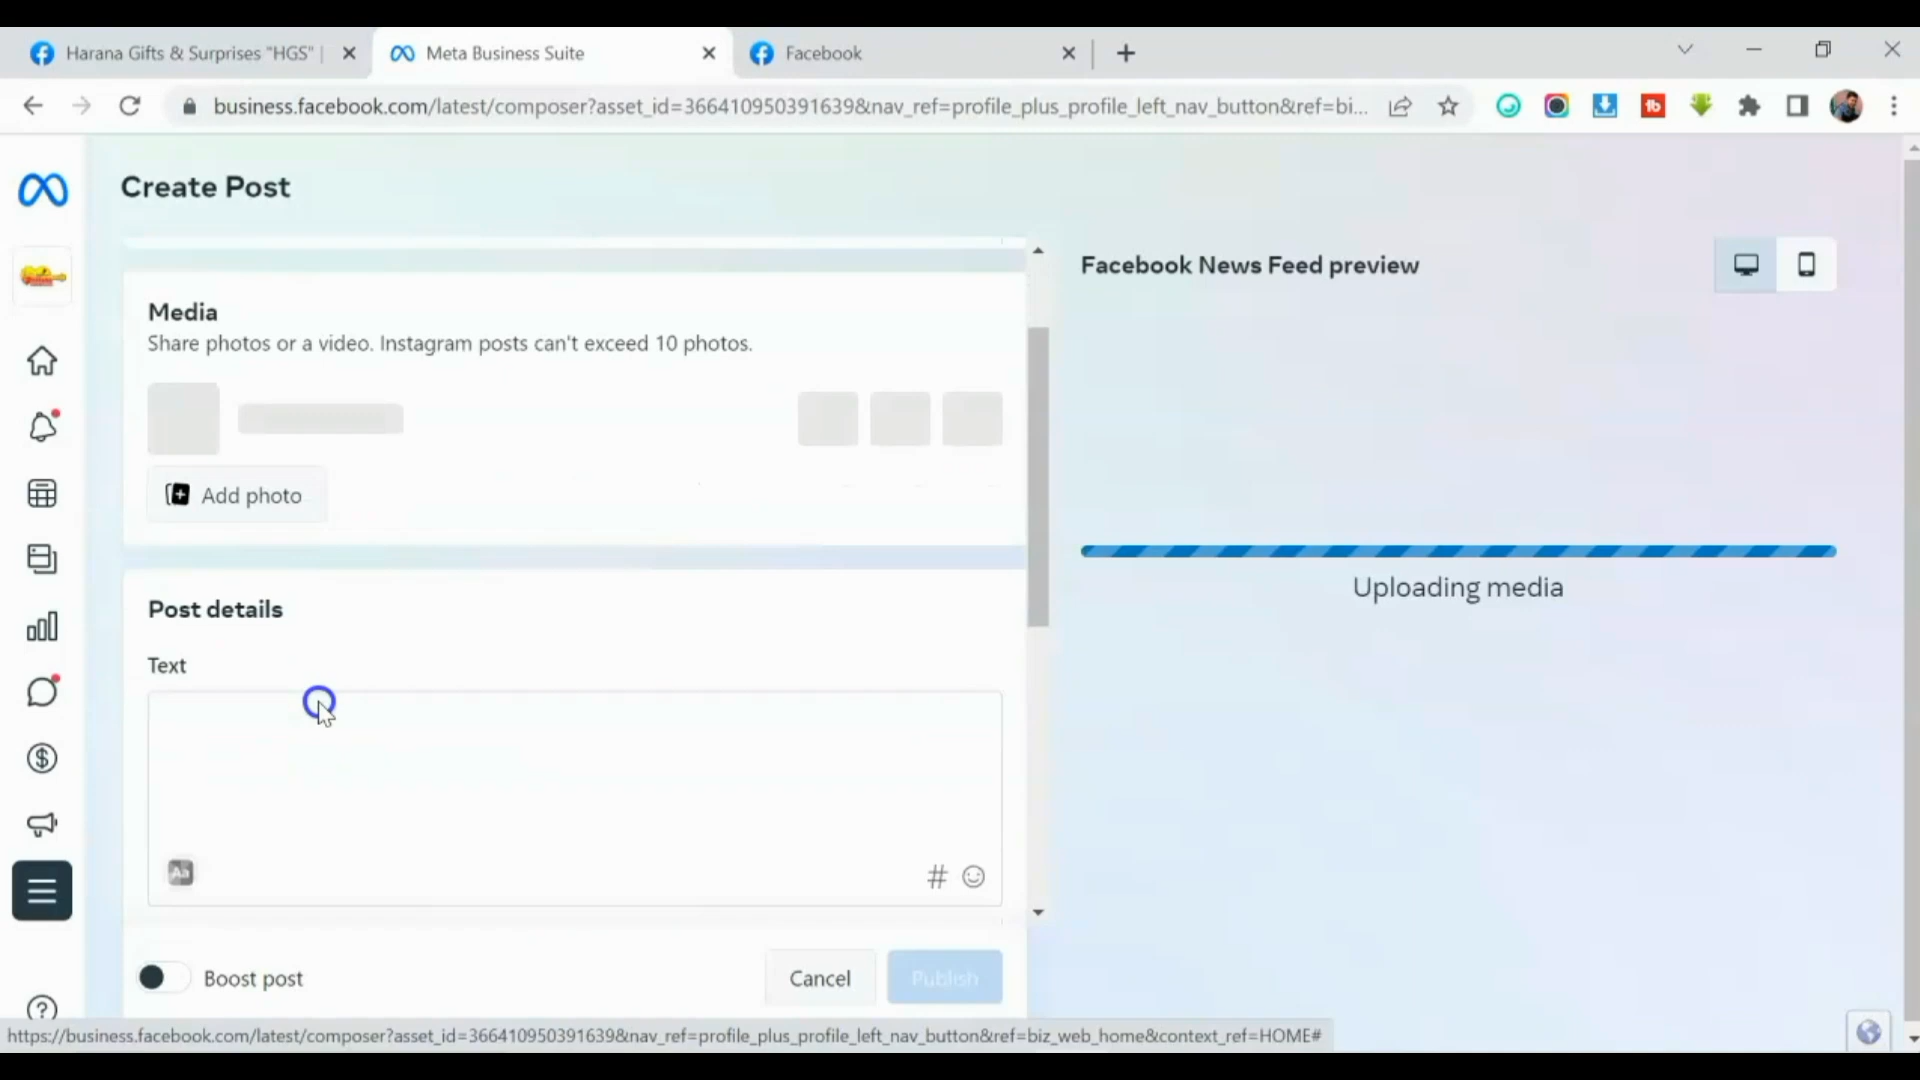 Harana Gifts & Surprises "HGS" |
Meta Business Suite
Facebook
business.facebook.com/latest/composer?asset_id=366410950391639&nav_ref=profile_plus_profile_left_nav_button&ref=bi...
Create Post
Media
Share photos or a video. Instagram posts can't exceed 10 photos.
Add photo
Facebook News Feed preview
Uploading media
Post details
Text
Aa
#
Boost post
Cancel
Publish
https://business.facebook.com/latest/composer?asset_id=366410950391639&nav_ref=profile_plus_profile_left_nav_button&ref=biz_web_home&context_ref=HOME#